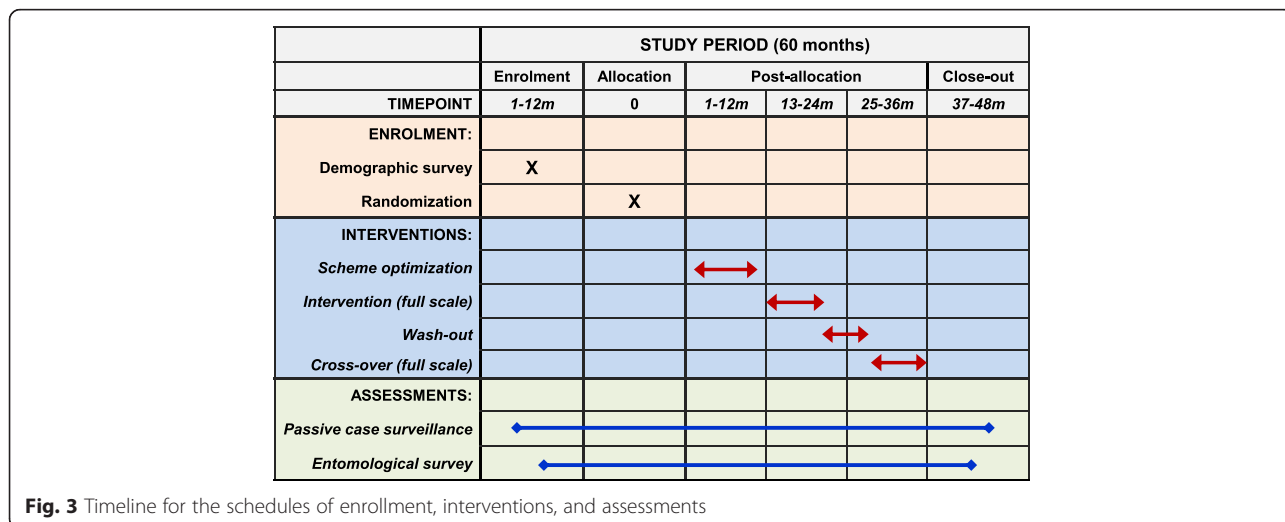 STUDY PERIOD (60 months)
Enrolment Allocation Post-allocation Close-out
TIMEPOINT 1-12m 0 1-12m 13-24m 25-36m 37-48m
ENROLMENT:
Demographic survey X
Randomization X
INTERVENTIONS:
Scheme optimization
Intervention (full scale)
Wash-out
Cross-over (full scale)
ASSESSMENTS:
Passive case surveillance
Entomological survey
Fig. 3 Timeline for the schedules of enrollment, interventions, and assessments